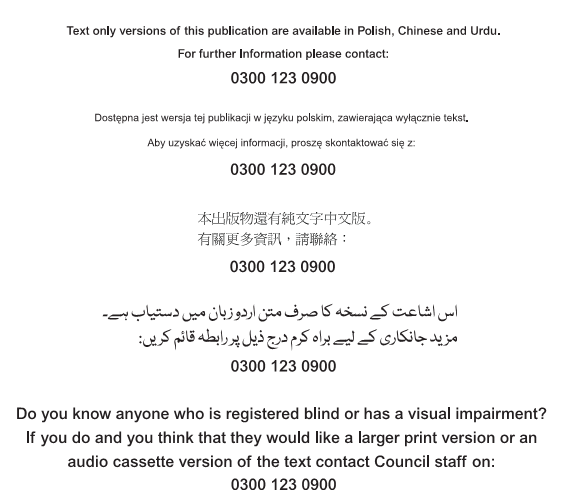 Text only versions of this publication are available in Polish, Chinese and Urdu.
For further Information please contact:
0300 123 0900
Dostępna jest wersja tej publikacji w języku polskim, zawierająca wyłącznie tekst.
Aby uzyskać więcej informacji, proszę skontaktować się z:
0300 123 0900
本出版物還有純文字中文版。
有關更多資訊，請聯絡：
0300 123 0900
اس اشاعت کے نسخہ کا صرف متن اردو زبان میں دستیاب ہے۔
مزید جانکاری کے لیے براہ کرم درج ذیل پر رابطہ قائم کریں:
0300 123 0900
Do you know anyone who is registered blind or has a visual impairment?
If you do and you think that they would like a larger print version or an
audio cassette version of the text contact Council staff on:
0300 123 0900